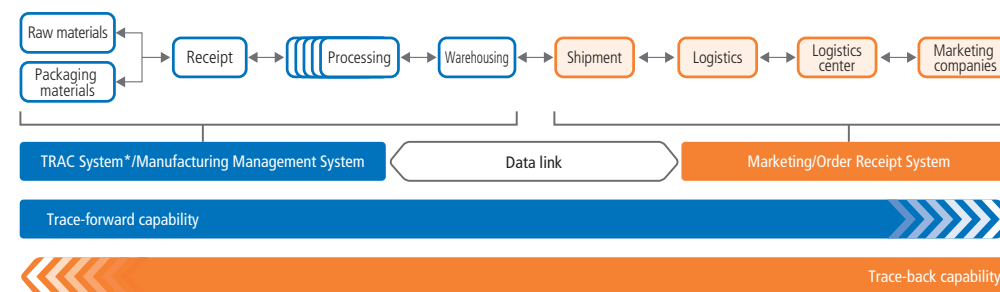 Raw materials
Packaging
materials
Receipt
Processing
Warehousing
Shipment
Logistics
Logistics
center
Marketing
companies
TRAC System*/Manufacturing Management System
Data link
Marketing/Order Receipt System
Trace-forward capability
Trace-back capability